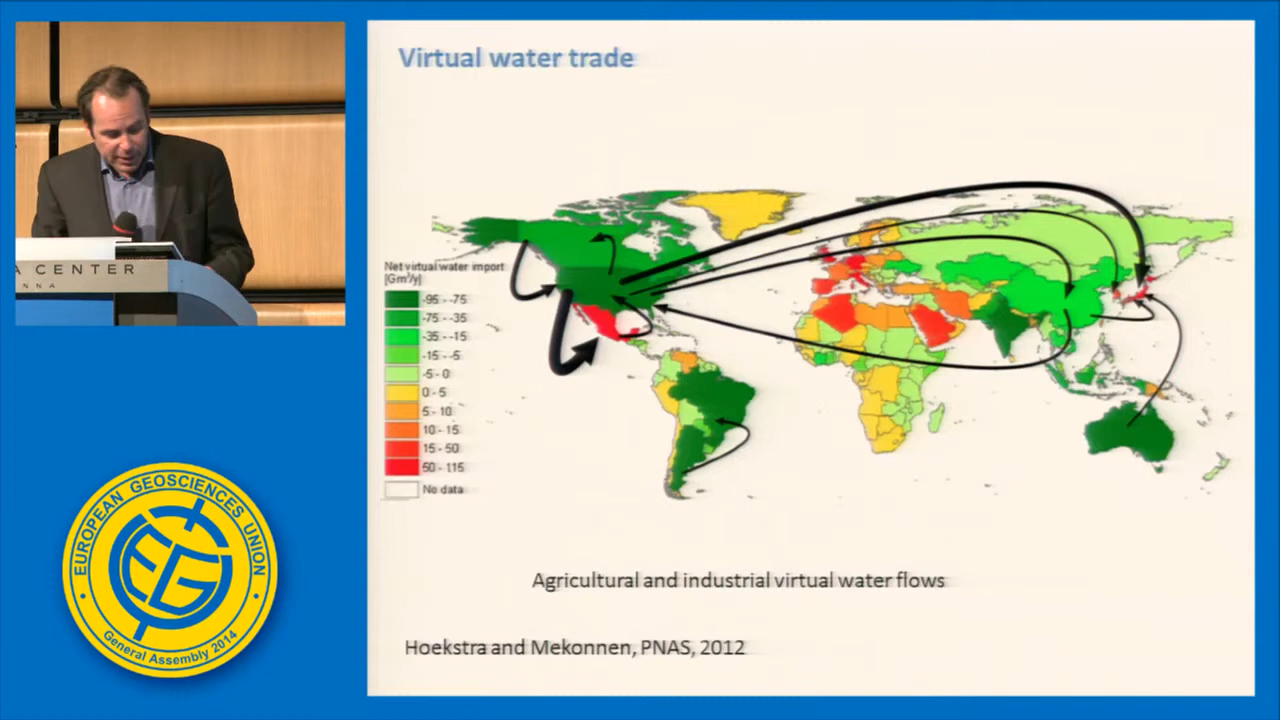 Virtual water trade
A CENTER
NNA
Net virtual water import
[Gm³/y]
-95 - -75
-75 - -35
-35 - -15
-15 - -5
-5 - 0
0 - 5
5 - 10
10 - 15
15 - 50
50 - 115
No data
EUROPEAN GEOSCIENCES UNION
EGU
General Assembly 2014
Agricultural and industrial virtual water flows
Hoekstra and Mekonnen, PNAS, 2012